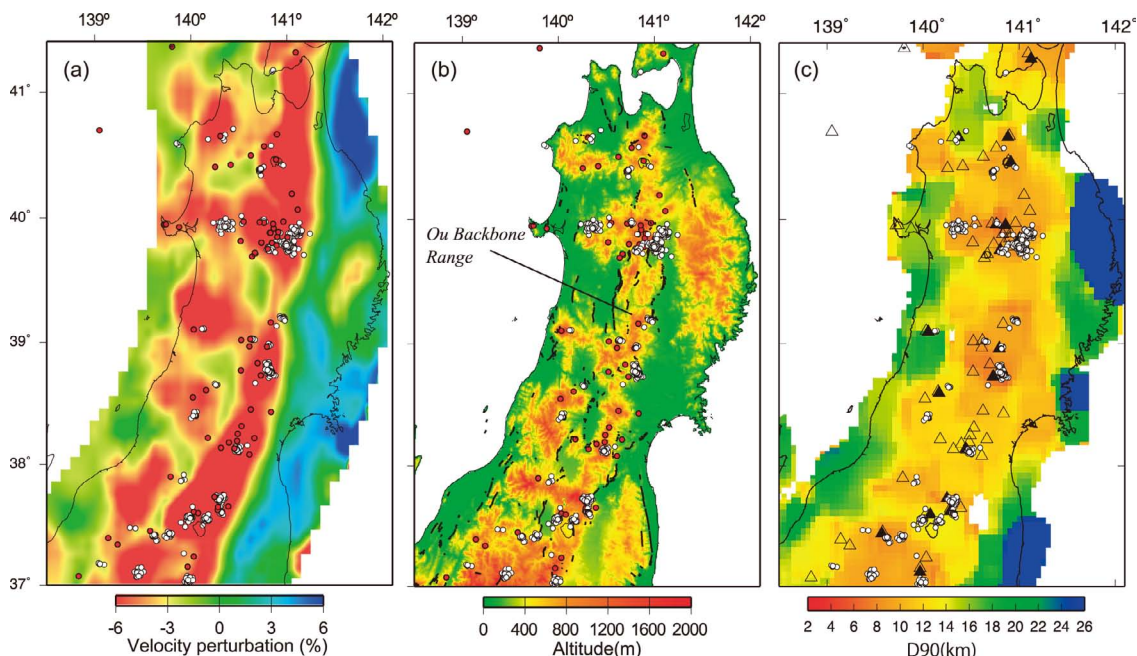 139° 140° 141° 142°
139° 140° 141° 142°
139° 140° 141° 142°
(a)
(b)
(c)
41°
40°
39°
38°
37°
Ou Backbone
Range
-6 -3 0 3 6
Velocity perturbation (%)
0 400 800 1200 1600 2000
Altitude(m)
2 4 6 8 10 12 14 16 18 20 22 24 26
D90(km)